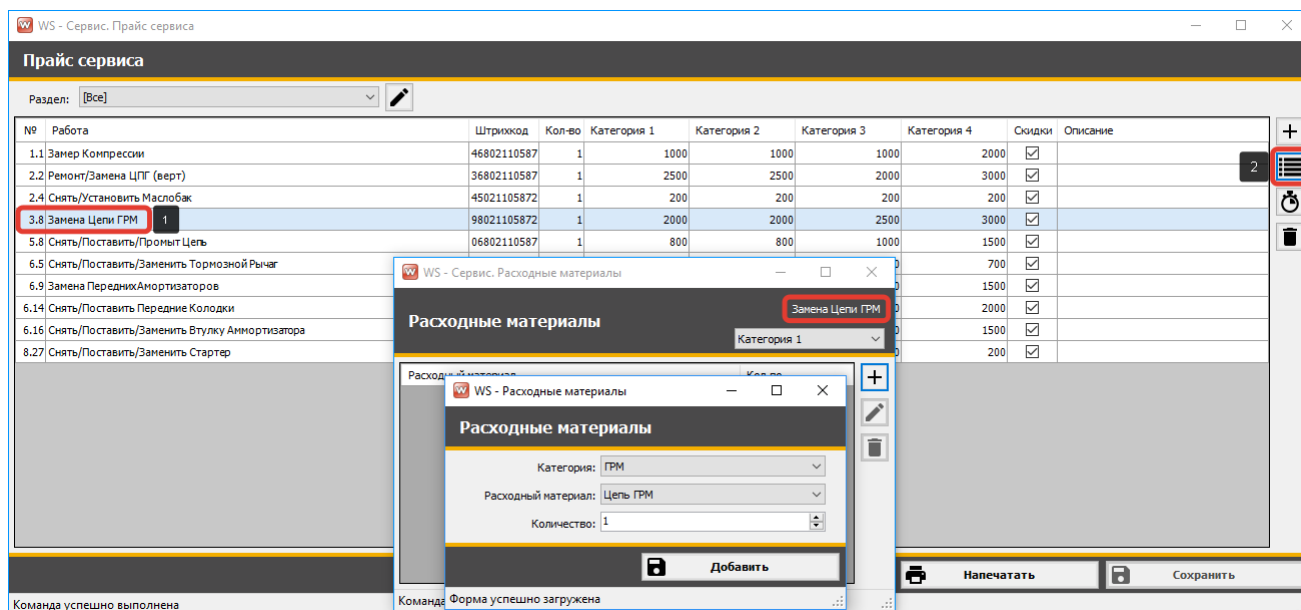 WS - Сервис. Прайс сервиса
Прайс сервиса
Раздел: [Все]
№ Работа Штрихкод Кол-во Категория 1 Категория 2 Категория 3 Категория 4 Скидки Описание
1.1 Замер Компрессии 46802110587 1 1000 1000 1000 2000
2.2 Ремонт/Замена ЦПГ (верт) 36802110587 1 2500 2500 2000 3000
2
2.4 Снять/Установить Маслобак 45021105872 1 200 200 200 200
3.8 Замена Цепи ГРМ 1 98021105872 1 2000 2000 2500 3000
5.8 Снять/Поставить/Промыт Цепь 06802110587 1 800 800 1000 1500
6.5 Снять/Поставить/Заменить Тормозной Рычаг 700
6.9 Замена Передних Амортизаторов 1500
6.14 Снять/Поставить Передние Колодки 2000
6.16 Снять/Поставить/Заменить Втулку Аммортизатора 1500
8.27 Снять/Поставить/Заменить Стартер 200
WS - Сервис. Расходные материалы
Замена Цепи ГРМ
Расходные материалы
Категория 1
WS - Расходные материалы
Расходные материалы
Категория: ГРМ
Расходный материал: Цепь ГРМ
Количество: 1
Добавить
Форма успешно загружена
Напечатать Сохранить
Команда успешно выполнена